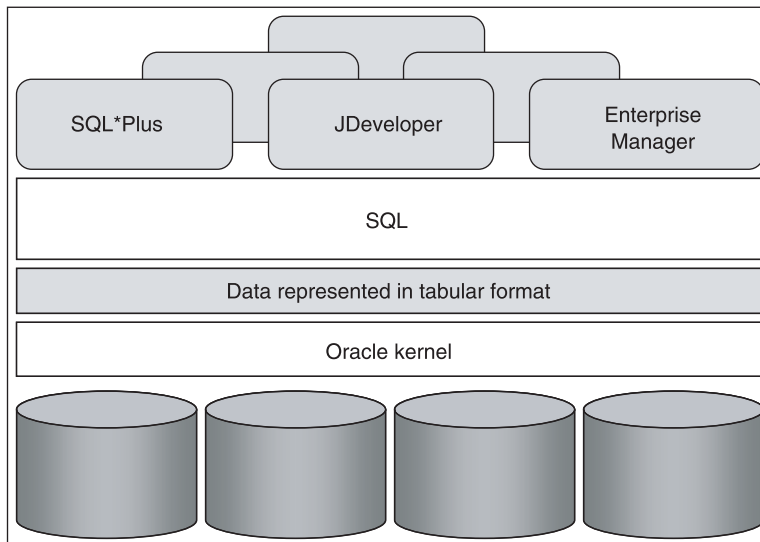 SQL*Plus
JDeveloper
Enterprise
Manager
SQL
Data represented in tabular format
Oracle kernel